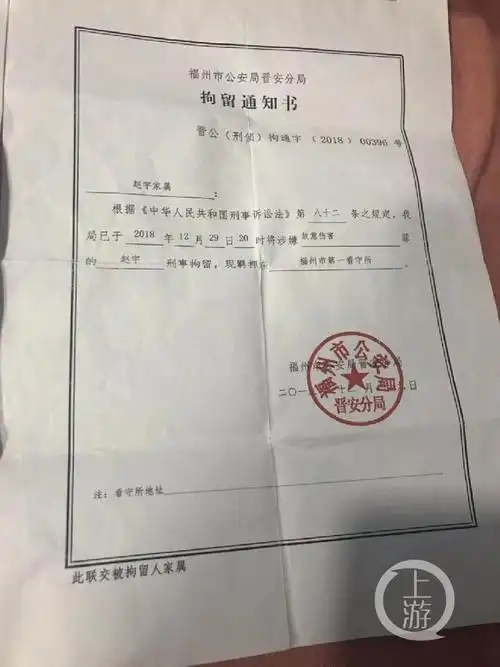 福州市公安局晋安分局
拘留通知书
晋公（刑侦）拘通字〔2018〕00396 号
赵宇家属：
根据《中华人民共和国刑事诉讼法》第 八十二 条之规定，我
局已于 2018 年 12 月 29 日 20 时将涉嫌 故意伤害 罪
的 赵宇 刑事拘留，现羁押在 福州市第一看守所 。
福州市公安局晋安分局
二〇一
月
日
福州市公安局
晋安分局
注：看守所地址
此联交被拘留人家属
上游